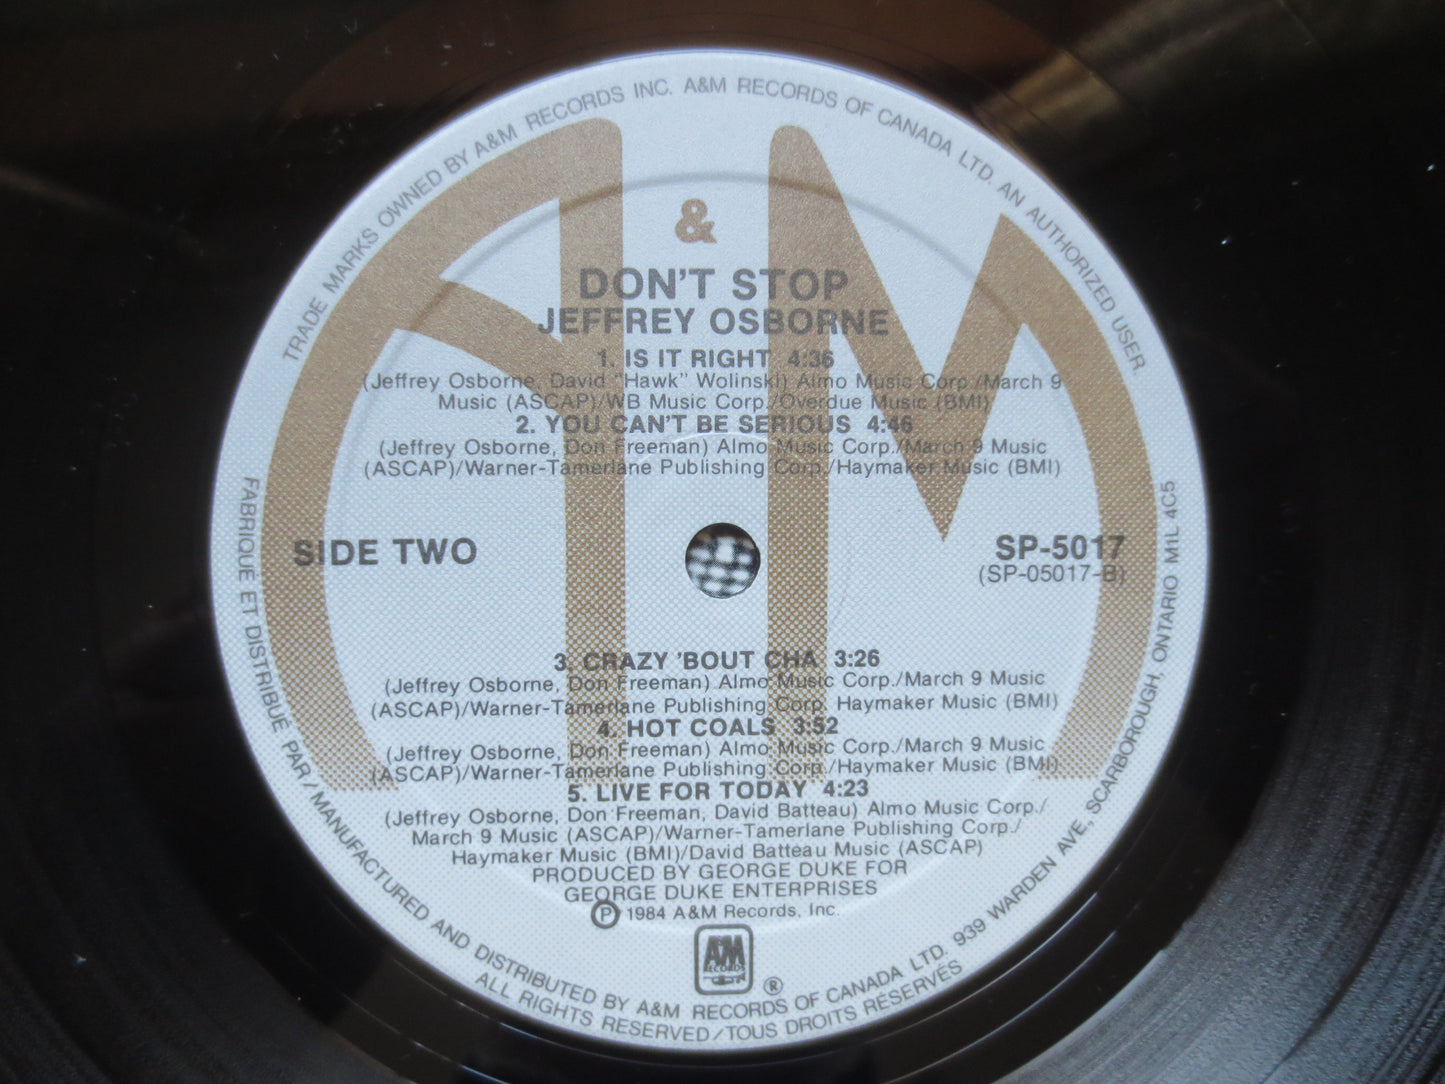 TRADE MARKS OWNED BY A&M RECORDS INC. A&M RECORDS OF CANADA LTD. AN AUTHORIZED USER
&
DON'T STOP
JEFFREY OSBORNE
1. IS IT RIGHT 4:36
(Jeffrey Osborne, David "Hawk" Wolinski) Almo Music Corp./March 9
Music (ASCAP)/WB Music Corp./Overdue Music (BMI)
2. YOU CAN'T BE SERIOUS 4:46
(Jeffrey Osborne, Don Freeman) Almo Music Corp./March 9 Music
(ASCAP)/Warner-Tamerlane Publishing Corp./Haymaker Music (BMI)
SIDE TWO
SP-5017
(SP-05017-B)
3. CRAZY 'BOUT CHA 3:26
(Jeffrey Osborne, Don Freeman) Almo Music Corp./March 9 Music
(ASCAP)/Warner-Tamerlane Publishing Corp. Haymaker Music (BMI)
4. HOT COALS 3:52
(Jeffrey Osborne, Don Freeman) Almo Music Corp./March 9 Music
(ASCAP)/Warner-Tamerlane Publishing Corp./Haymaker Music (BMI)
5. LIVE FOR TODAY 4:23
(Jeffrey Osborne, Don Freeman, David Batteau) Almo Music Corp./
March 9 Music (ASCAP)/Warner-Tamerlane Publishing Corp./
Haymaker Music (BMI)/David Batteau Music (ASCAP)
PRODUCED BY GEORGE DUKE FOR
GEORGE DUKE ENTERPRISES
Ⓟ 1984 A&M Records, Inc.
A&M
RECORDS
®
FABRIQUÉ ET DISTRIBUÉ PAR / MANUFACTURED AND DISTRIBUTED BY A&M RECORDS OF CANADA LTD. 939 WARDEN AVE., SCARBOROUGH, ONTARIO M1L 4C5
ALL RIGHTS RESERVED/TOUS DROITS RÉSERVÉS